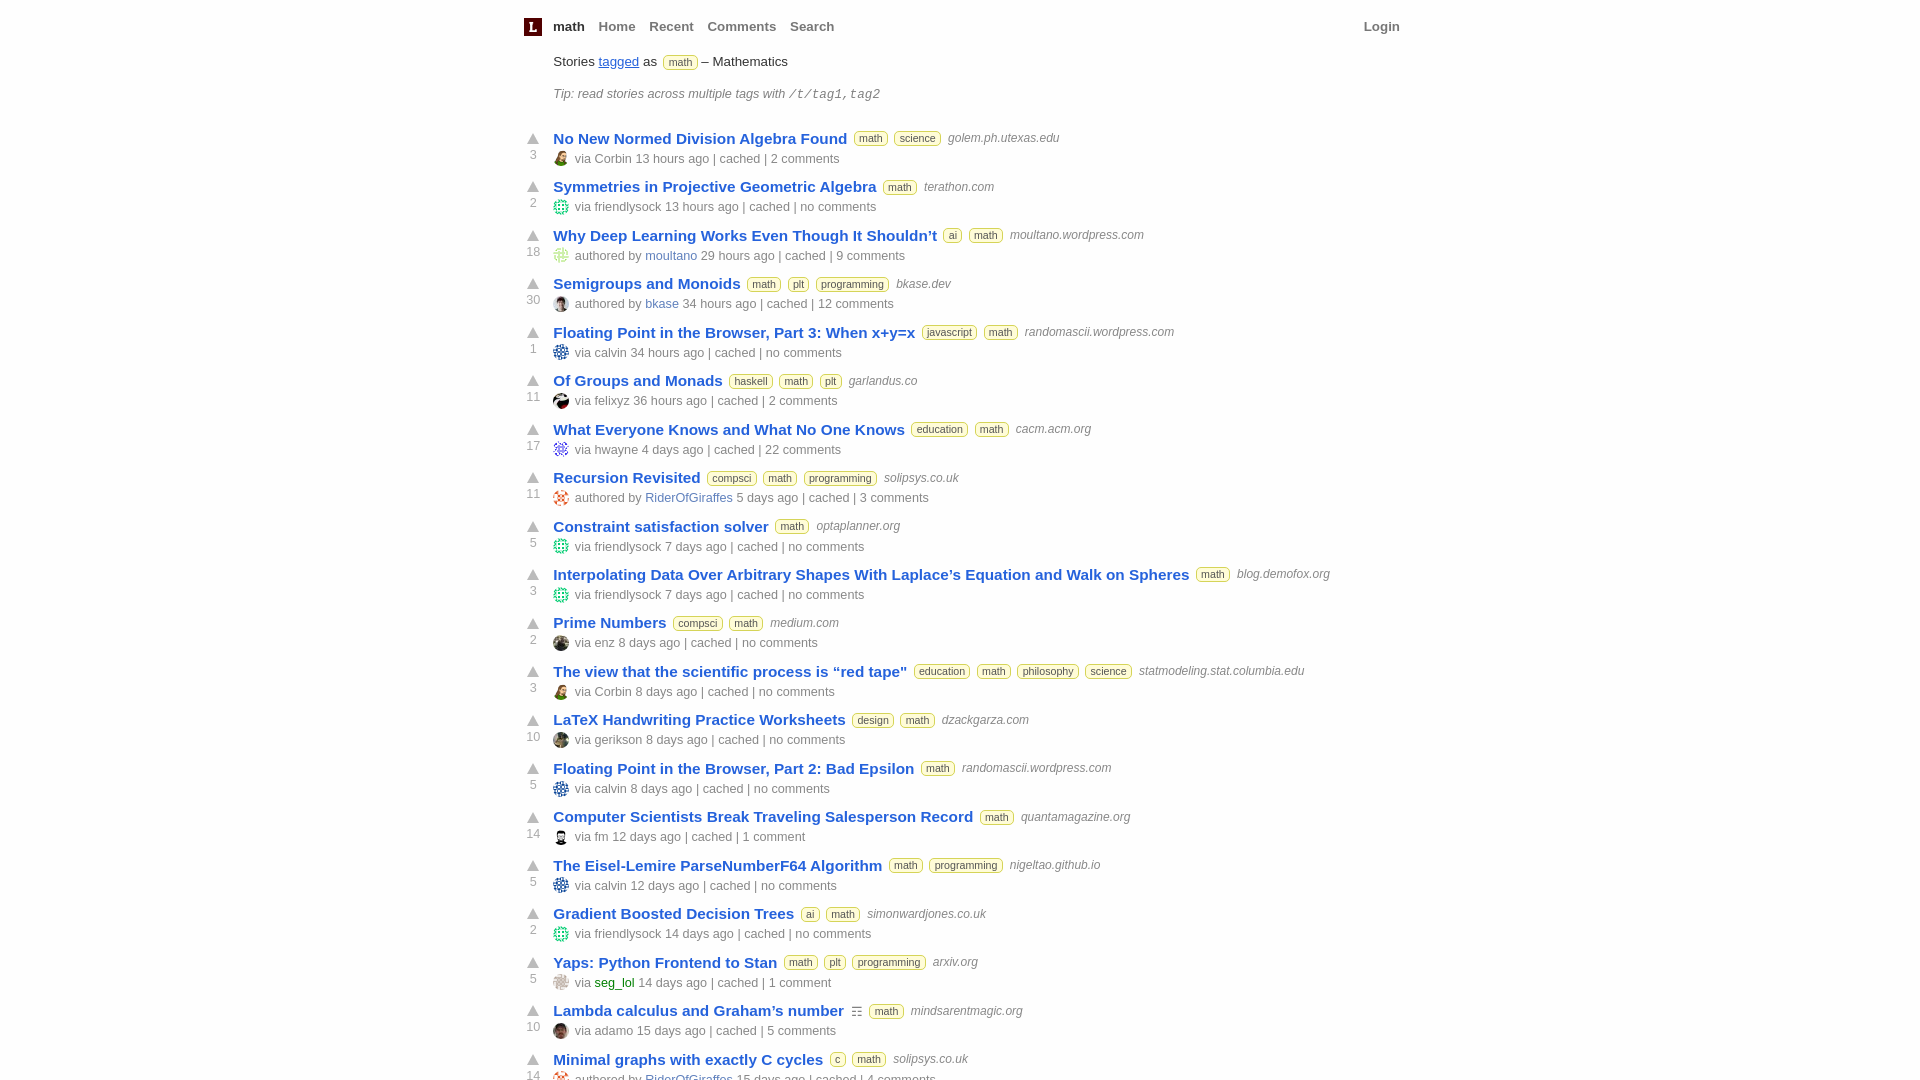 L math Home Recent Comments Search Login
Stories tagged as math – Mathematics
Tip: read stories across multiple tags with /t/tag1,tag2
No New Normed Division Algebra Found math science golem.ph.utexas.edu
3 via Corbin 13 hours ago | cached | 2 comments
Symmetries in Projective Geometric Algebra math terathon.com
2 via friendlysock 13 hours ago | cached | no comments
Why Deep Learning Works Even Though It Shouldn’t ai math moultano.wordpress.com
18 authored by moultano 29 hours ago | cached | 9 comments
Semigroups and Monoids math plt programming bkase.dev
30 authored by bkase 34 hours ago | cached | 12 comments
Floating Point in the Browser, Part 3: When x+y=x javascript math randomascii.wordpress.com
1 via calvin 34 hours ago | cached | no comments
Of Groups and Monads haskell math plt garlandus.co
11 via felixyz 36 hours ago | cached | 2 comments
What Everyone Knows and What No One Knows education math cacm.acm.org
17 via hwayne 4 days ago | cached | 22 comments
Recursion Revisited compsci math programming solipsys.co.uk
11 authored by RiderOfGiraffes 5 days ago | cached | 3 comments
Constraint satisfaction solver math optaplanner.org
5 via friendlysock 7 days ago | cached | no comments
Interpolating Data Over Arbitrary Shapes With Laplace’s Equation and Walk on Spheres math blog.demofox.org
3 via friendlysock 7 days ago | cached | no comments
Prime Numbers compsci math medium.com
2 via enz 8 days ago | cached | no comments
The view that the scientific process is “red tape" education math philosophy science statmodeling.stat.columbia.edu
3 via Corbin 8 days ago | cached | no comments
LaTeX Handwriting Practice Worksheets design math dzackgarza.com
10 via gerikson 8 days ago | cached | no comments
Floating Point in the Browser, Part 2: Bad Epsilon math randomascii.wordpress.com
5 via calvin 8 days ago | cached | no comments
Computer Scientists Break Traveling Salesperson Record math quantamagazine.org
14 via fm 12 days ago | cached | 1 comment
The Eisel-Lemire ParseNumberF64 Algorithm math programming nigeltao.github.io
5 via calvin 12 days ago | cached | no comments
Gradient Boosted Decision Trees ai math simonwardjones.co.uk
2 via friendlysock 14 days ago | cached | no comments
Yaps: Python Frontend to Stan math plt programming arxiv.org
5 via seg_lol 14 days ago | cached | 1 comment
Lambda calculus and Graham’s number ☶ math mindsarentmagic.org
10 via adamo 15 days ago | cached | 5 comments
Minimal graphs with exactly C cycles c math solipsys.co.uk
14 authored by RiderOfGiraffes 15 days ago | cached | 4 comments